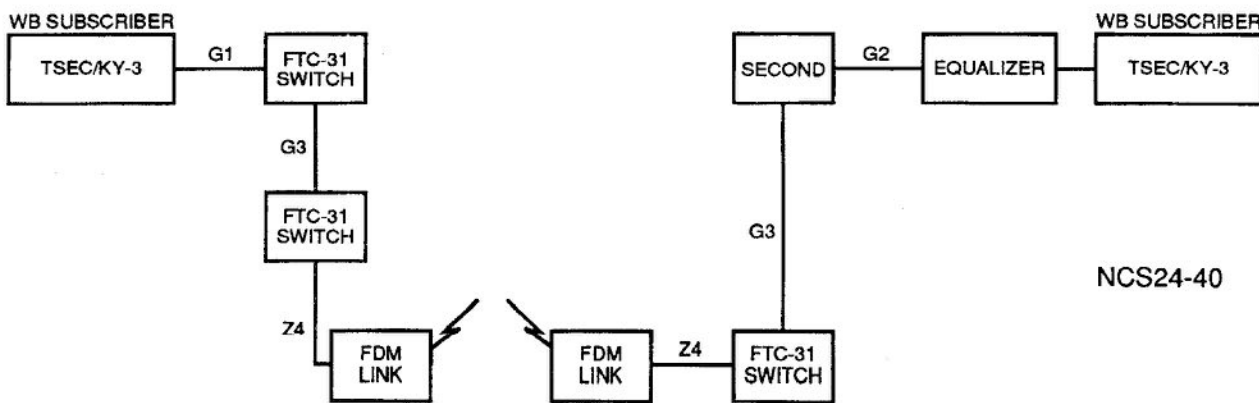 WB SUBSCRIBER
TSEC/KY-3
G1
FTC-31
SWITCH
G3
FTC-31
SWITCH
Z4
FDM
LINK
FDM
LINK
Z4
FTC-31
SWITCH
G3
SECOND
G2
EQUALIZER
WB SUBSCRIBER
TSEC/KY-3
NCS24-40